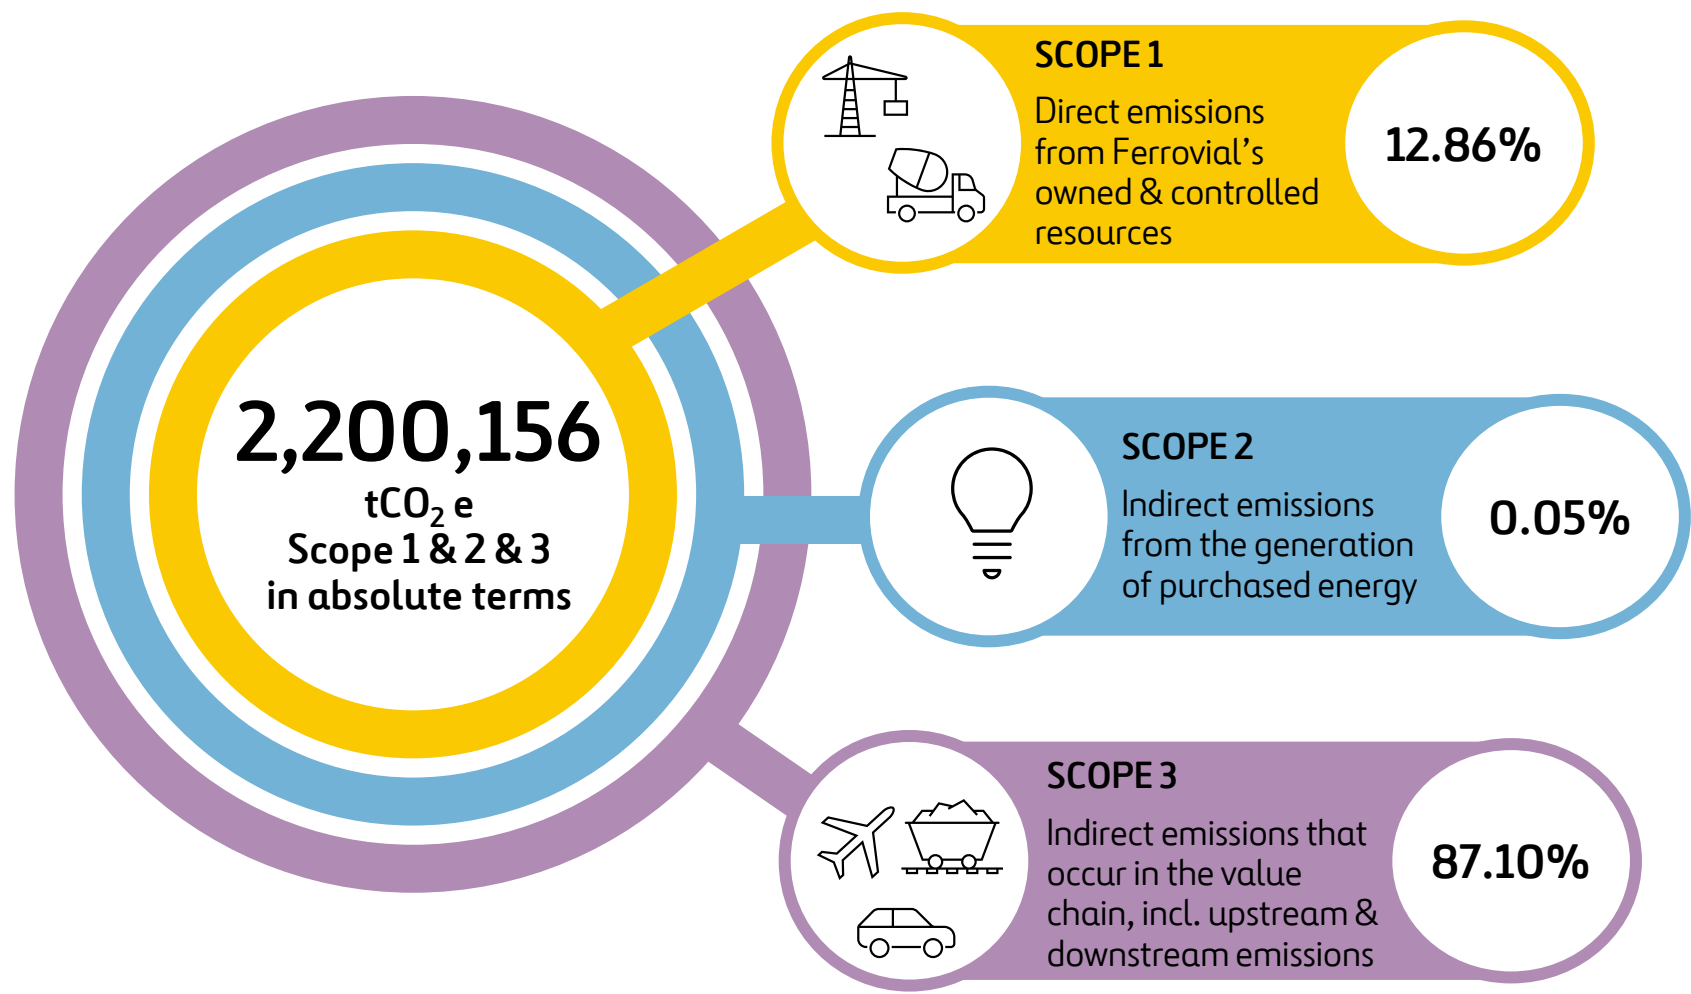 2,200,156
tCO₂ e
Scope 1 & 2 & 3
in absolute terms
SCOPE 1
Direct emissions
from Ferrovial’s
owned & controlled
resources
12.86%
SCOPE 2
Indirect emissions
from the generation
of purchased energy
0.05%
SCOPE 3
Indirect emissions that
occur in the value
chain, incl. upstream &
downstream emissions
87.10%